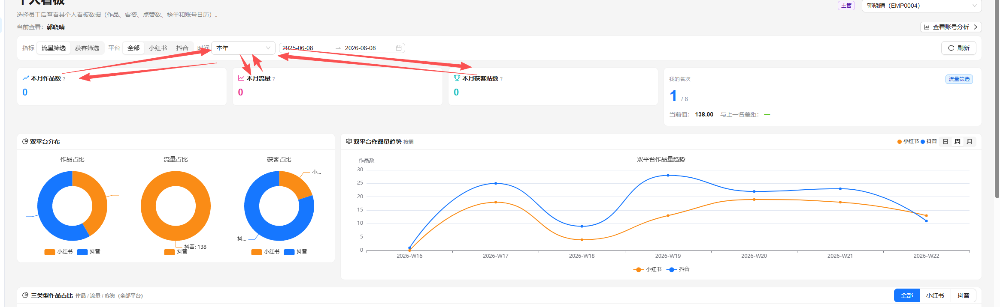 个人看板
主管
郭晓晴（EMP0004）
选择员工后查看其个人看板数据（作品、客资、点赞数、榜单和账号日历）。
当前查看：郭晓晴
查看账号分析
指标 流量筛选 获客筛选 平台 全部 小红书 抖音 时间 本年 2025-06-08 → 2026-06-08
刷新
本月作品数 ?
0
本月流量 ?
0
本月获客贴数 ?
0
我的名次
流量筛选
1 / 8
当前值： 138.00 与上一名差距： —
双平台分布
作品占比
流量占比
获客占比
小...
抖...
抖音: 138
小红书 抖音
抖音
小红书 抖音
双平台作品量趋势 按周
小红书 抖音 日 周 月
作品数
双平台作品量趋势
30
25
20
15
10
5
0
2026-W16 2026-W17 2026-W18 2026-W19 2026-W20 2026-W21 2026-W22
小红书 抖音
三类型作品占比 作品 / 流量 / 客资（全部平台）
全部 小红书 抖音